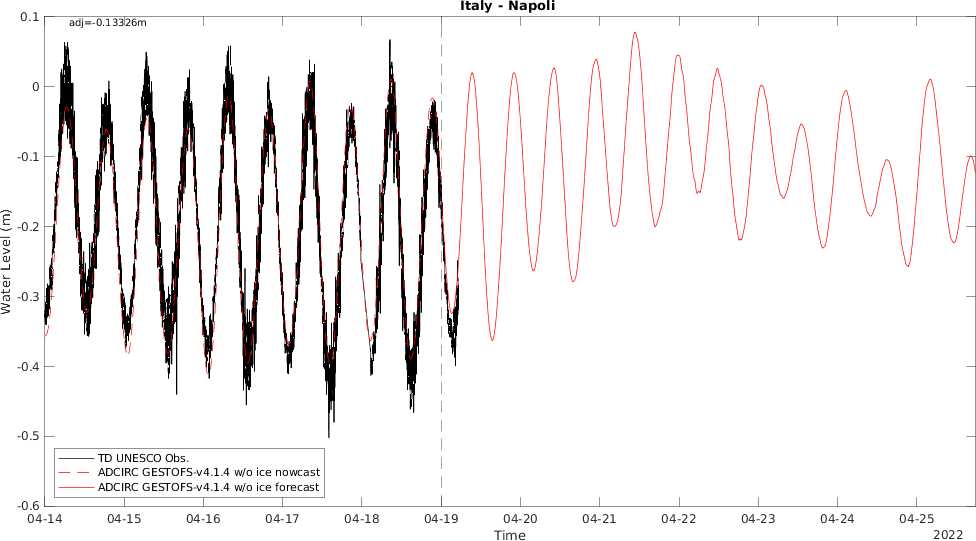 Italy - Napoli
adj=-0.13326m
0.1
0
-0.1
-0.2
-0.3
-0.4
-0.5
-0.6
Water Level (m)
TD UNESCO Obs.
ADCIRC GESTOFS-v4.1.4 w/o ice nowcast
ADCIRC GESTOFS-v4.1.4 w/o ice forecast
04-14 04-15 04-16 04-17 04-18 04-19 04-20 04-21 04-22 04-23 04-24 04-25
Time
2022